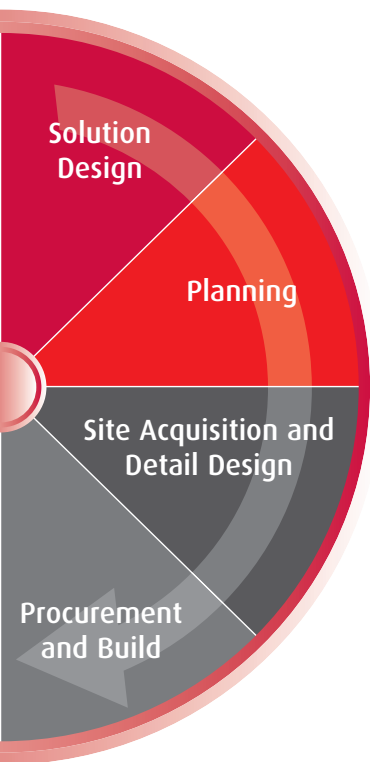 Solution
Design
Planning
Site Acquisition and
Detail Design
Procurement
and Build